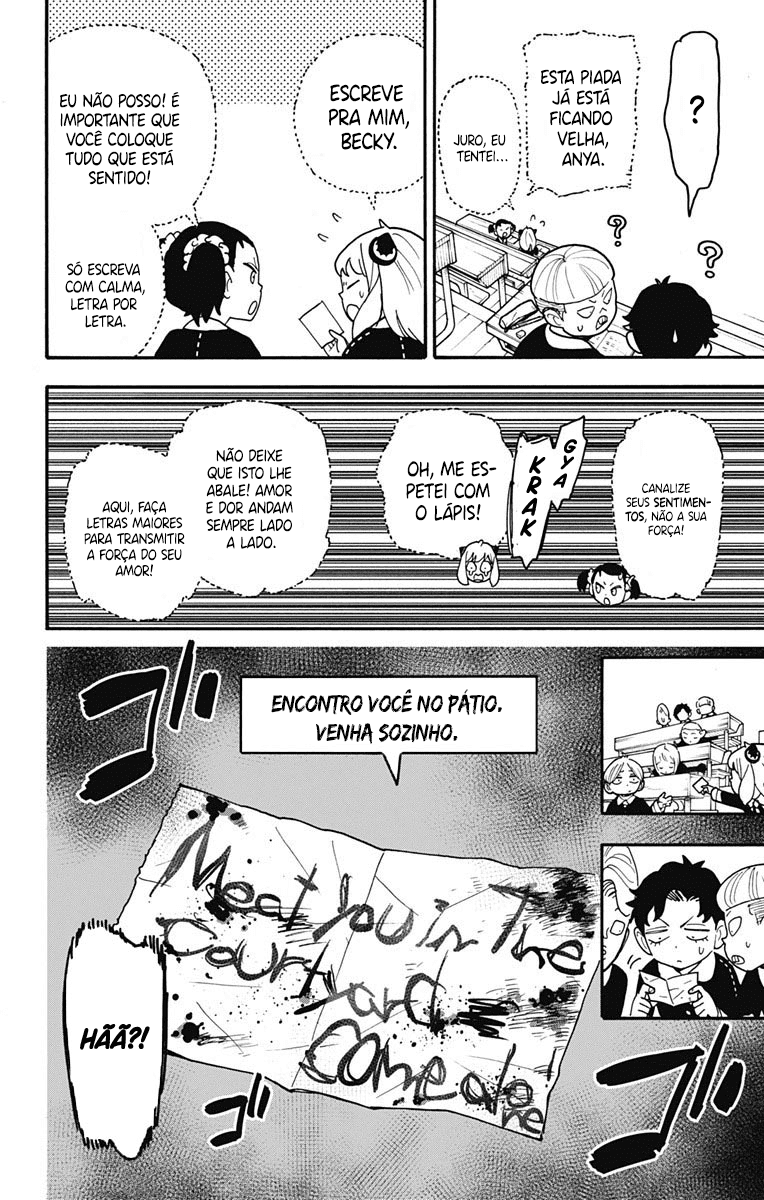 ?
ESTA PIADA
JÁ ESTÁ
FICANDO
VELHA,
ANYA.
JURO, EU
TENTEI...
?
?
ESCREVE
PRA MIM,
BECKY.
EU NÃO POSSO! É
IMPORTANTE QUE
VOCÊ COLOQUE
TUDO QUE ESTÁ
SENTIDO!
SÓ ESCREVA
COM CALMA,
LETRA POR
LETRA.
CANALIZE
SEUS SENTIMEN-
TOS, NÃO A SUA
FORÇA!
GYA
KRAK
OH, ME ES-
PETEI COM
O LÁPIS!
NÃO DEIXE
QUE ISTO LHE
ABALE! AMOR
E DOR ANDAM
SEMPRE LADO
A LADO.
AQUI, FAÇA
LETRAS MAIORES
PARA TRANSMITIR
A FORÇA DO SEU
AMOR!
ENCONTRO VOCÊ NO PÁTIO.
VENHA SOZINHO.
ゴゴ
Meat you in The
Courtyard
come alo
ne
HÃÃ?!
ゴゴ